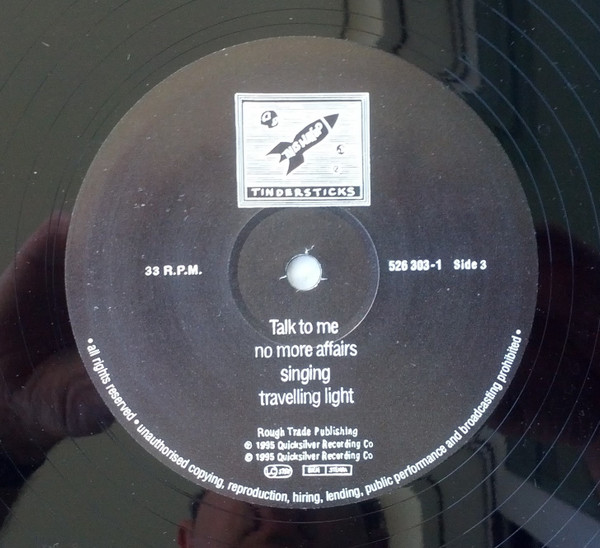 TINDERSTICKS
33 R.P.M.
526 303-1 Side 3
Talk to me
no more affairs
singing
travelling light
Rough Trade Publishing
℗ 1995 Quicksilver Recording Co
© 1995 Quicksilver Recording Co
• all rights reserved • unauthorised copying, reproduction, hiring, lending, public performance and broadcasting prohibited •